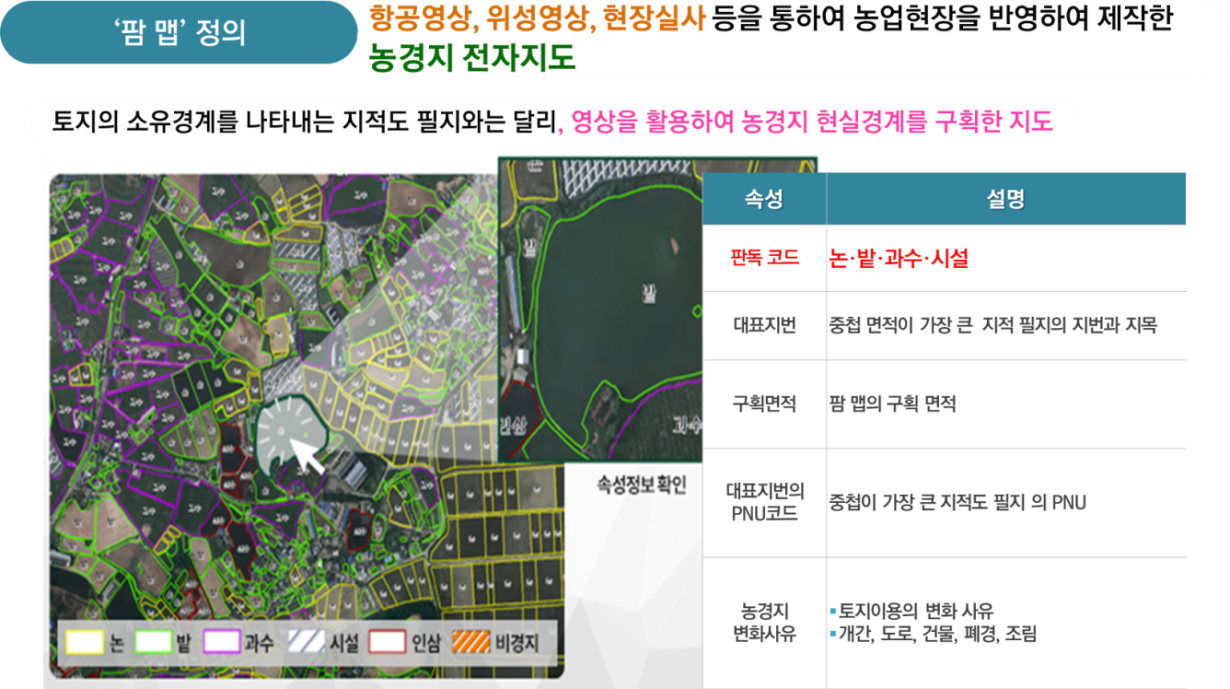 ‘팜 맵’ 정의
항공영상, 위성영상, 현장실사 등을 통하여 농업현장을 반영하여 제작한
농경지 전자지도
토지의 소유경계를 나타내는 지적도 필지와는 달리, 영상을 활용하여 농경지 현실경계를 구획한 지도
밭
밭
인삼
과수
속성정보 확인
논 밭 과수 시설 인삼 비경지
속성 설명
판독 코드 논·밭·과수·시설
대표지번 중첩 면적이 가장 큰 지적 필지의 지번과 지목
구획면적 팜 맵의 구획 면적
대표지번의
PNU코드
중첩이 가장 큰 지적도 필지 의 PNU
농경지
변화사유
▪토지이용의 변화 사유
▪개간, 도로, 건물, 폐경, 조림